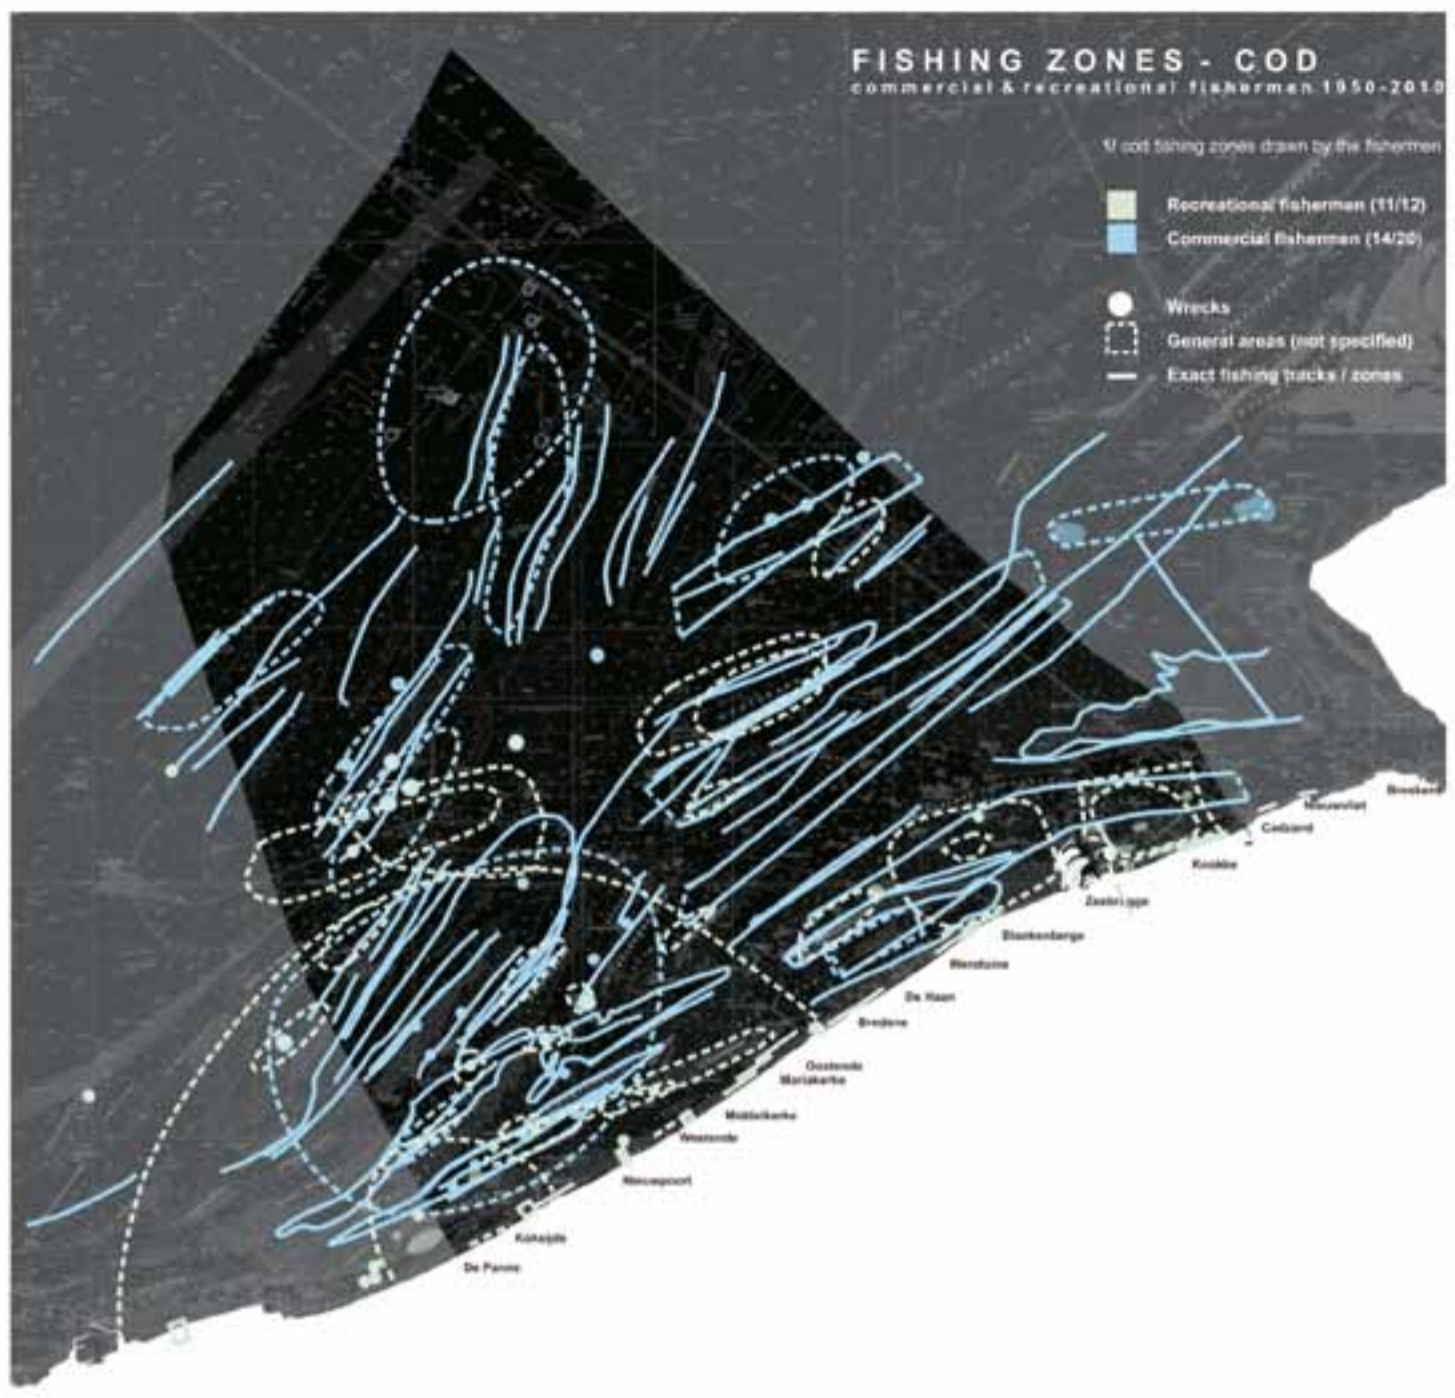 FISHING ZONES - COD
commercial & recreational fishermen 1950-2010
cod fishing zones drawn by the fishermen
Recreational fishermen (11/12)
Commercial fishermen (14/20)
Wrecks
General areas (not specified)
Exact fishing tracks / zones
Breskens
Nieuwvliet
Cadzand
Knokke
Zeebrugge
Blankenberge
Wenduine
De Haan
Bredene
Oostende
Mariakerke
Middelkerke
Westende
Nieuwpoort
Koksijde
De Panne